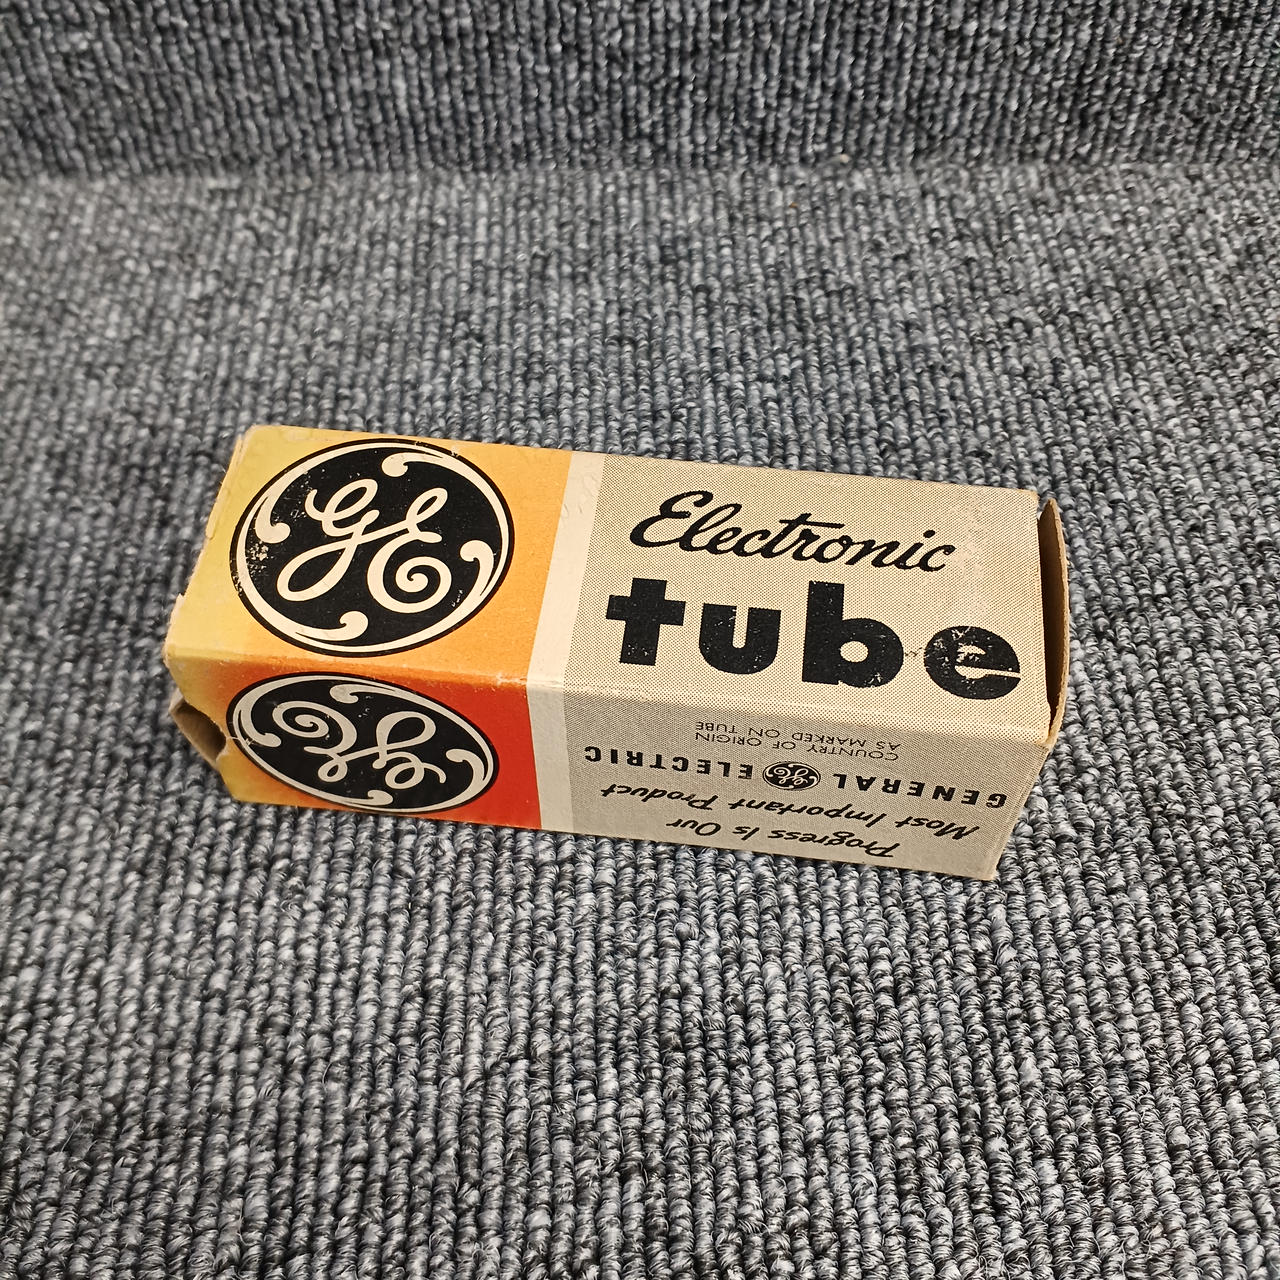 GE
Electronic
tube
GE
Progress Is Our
Most Important Product
GENERAL GE ELECTRIC
COUNTRY OF ORIGIN
AS MARKED ON TUBE